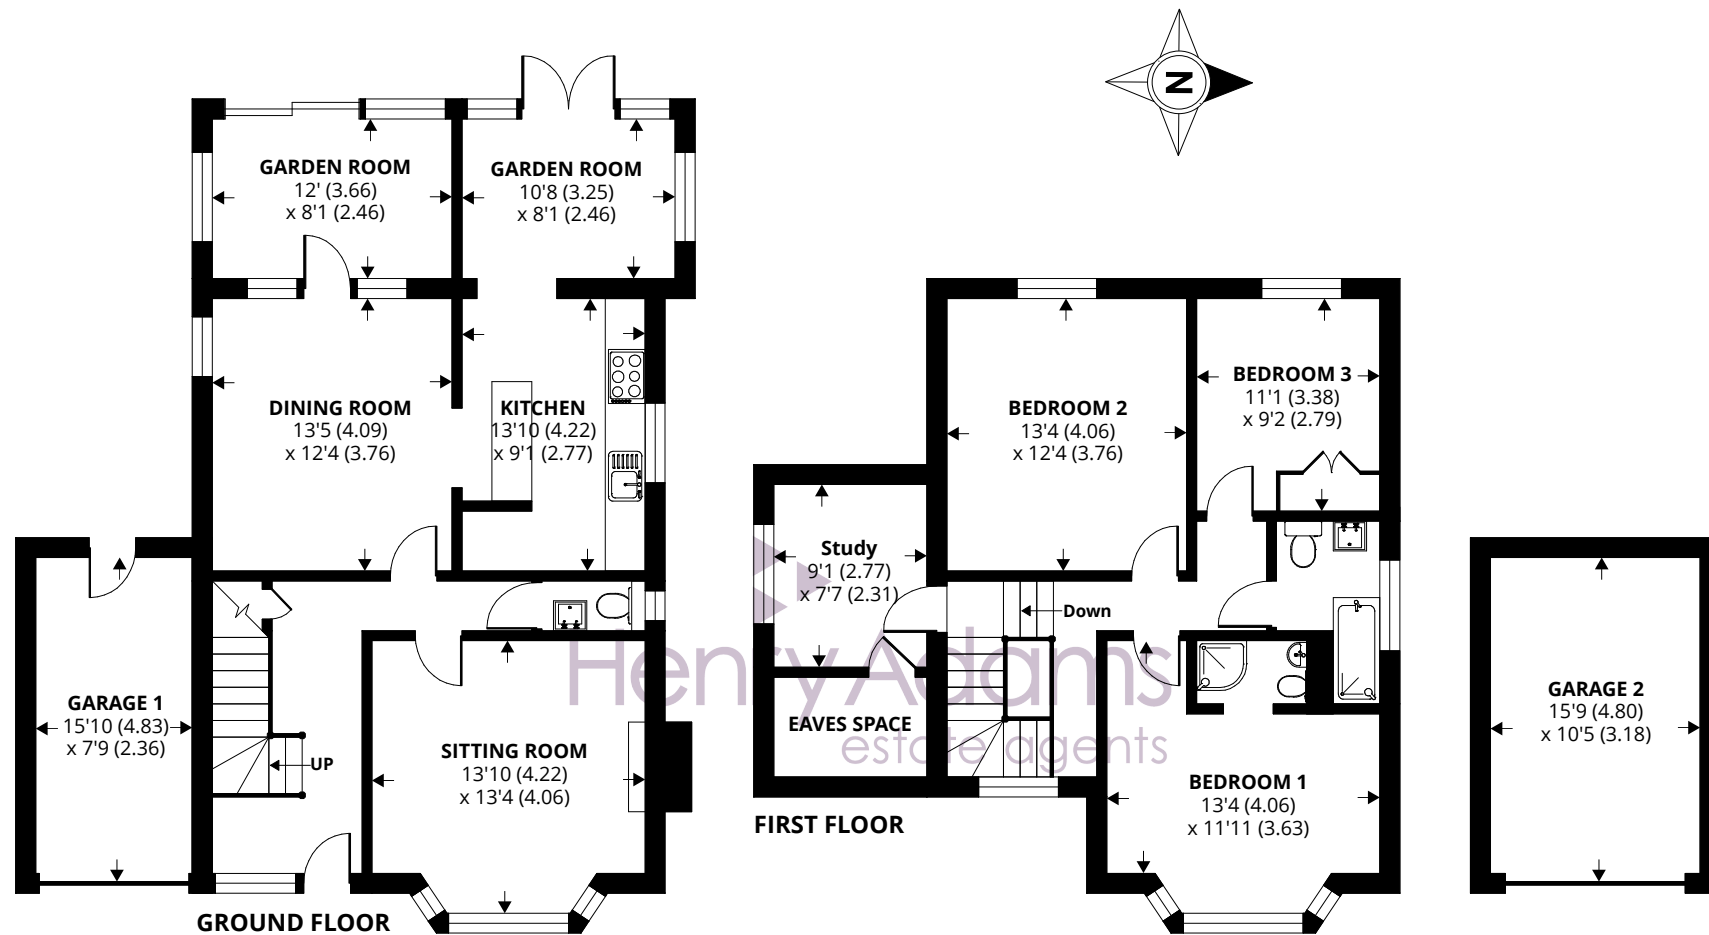 N
GARDEN ROOM
12' (3.66)
x 8'1 (2.46)
GARDEN ROOM
10'8 (3.25)
x 8'1 (2.46)
DINING ROOM
13'5 (4.09)
x 12'4 (3.76)
KITCHEN
13'10 (4.22)
x 9'1 (2.77)
BEDROOM 2
13'4 (4.06)
x 12'4 (3.76)
BEDROOM 3
11'1 (3.38)
x 9'2 (2.79)
Study
9'1 (2.77)
x 7'7 (2.31)
Down
GARAGE 1
15'10 (4.83)
x 7'9 (2.36)
UP
SITTING ROOM
13'10 (4.22)
x 13'4 (4.06)
Henry Adams
estate agents
EAVES SPACE
BEDROOM 1
13'4 (4.06)
x 11'11 (3.63)
GARAGE 2
15'9 (4.80)
x 10'5 (3.18)
FIRST FLOOR
GROUND FLOOR